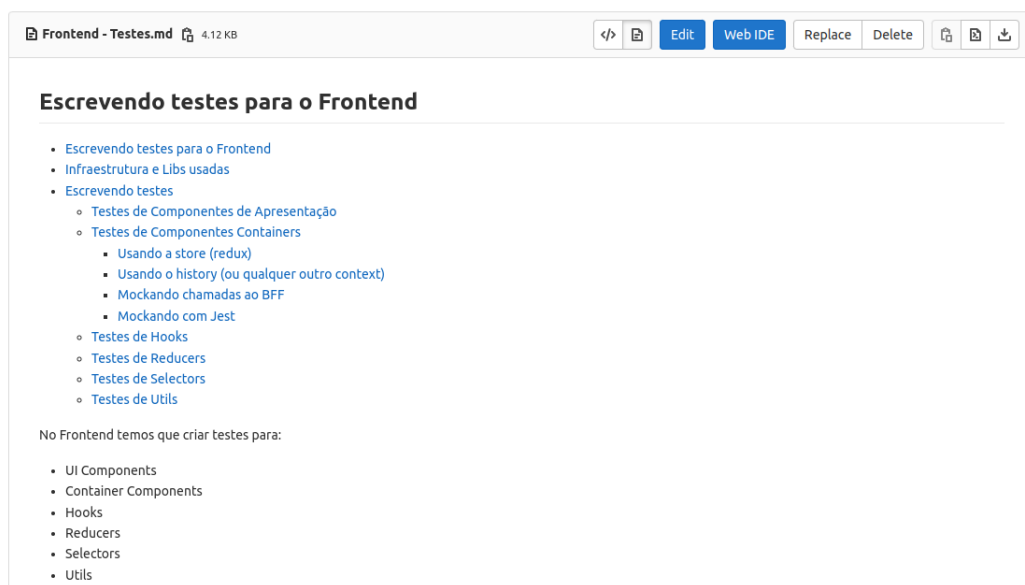 Frontend - Testes.md 4.12 KB Edit Web IDE Replace Delete
Escrevendo testes para o Frontend
Escrevendo testes para o Frontend
Infraestrutura e Libs usadas
Escrevendo testes
Testes de Componentes de Apresentação
Testes de Componentes Containers
Usando a store (redux)
Usando o history (ou qualquer outro context)
Mockando chamadas ao BFF
Mockando com Jest
Testes de Hooks
Testes de Reducers
Testes de Selectors
Testes de Utils
No Frontend temos que criar testes para:
UI Components
Container Components
Hooks
Reducers
Selectors
Utils